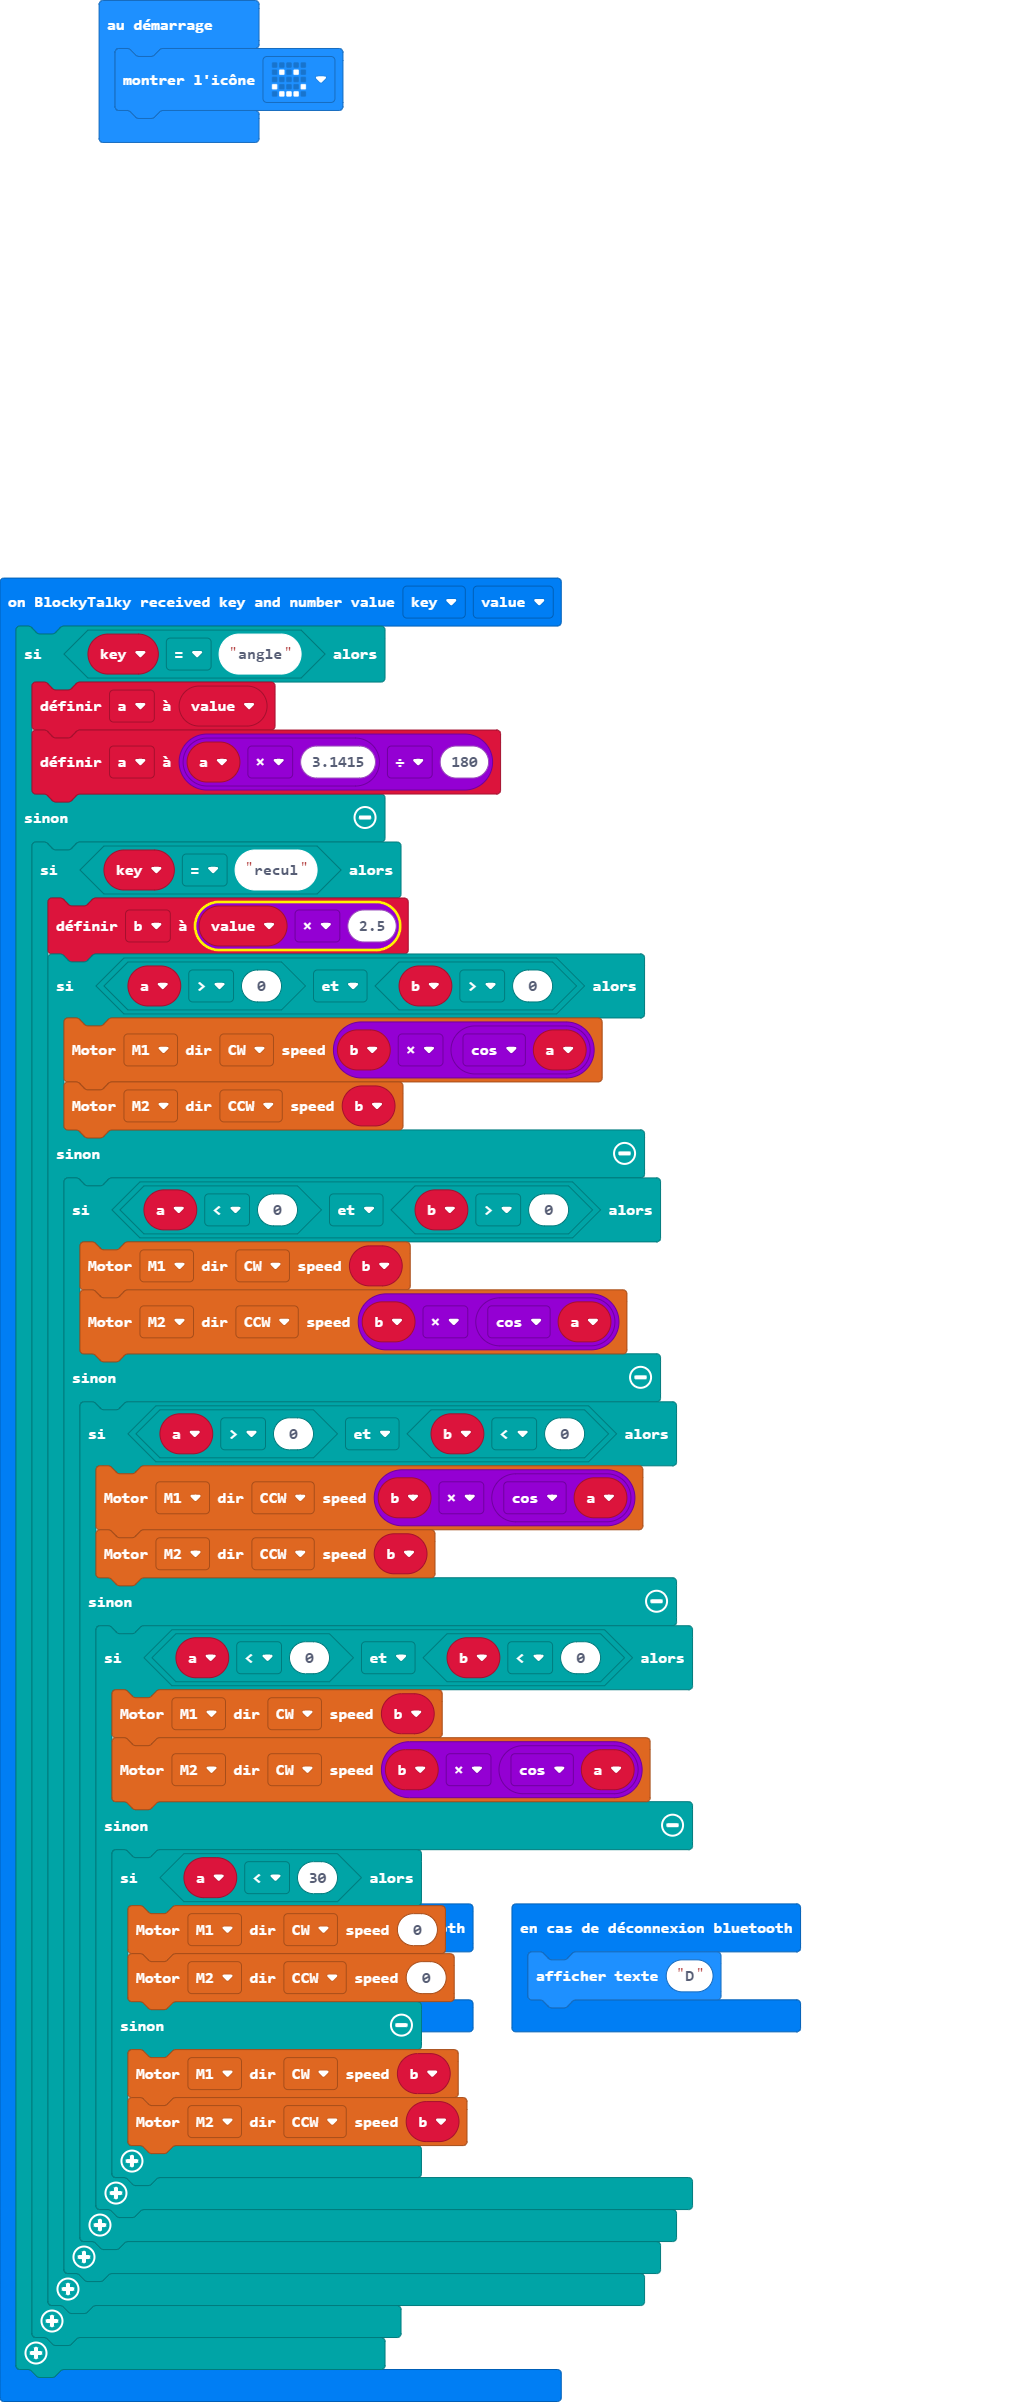 au démarrage
montrer l'icône
on BlockyTalky received key and number value key value
si key = "angle" alors
définir a à value
définir a à a × 3.1415 ÷ 180
sinon
si key = "recul" alors
définir b à value × 2.5
si a > 0 et b > 0 alors
Motor M1 dir CW speed b × cos a
Motor M2 dir CCW speed b
sinon
si a < 0 et b > 0 alors
Motor M1 dir CW speed b
Motor M2 dir CCW speed b × cos a
sinon
si a > 0 et b < 0 alors
Motor M1 dir CCW speed b × cos a
Motor M2 dir CCW speed b
sinon
si a < 0 et b < 0 alors
Motor M1 dir CW speed b
Motor M2 dir CW speed b × cos a
sinon
si a < 30 alors
Motor M1 dir CW speed 0
th
en cas de déconnexion bluetooth
Motor M2 dir CCW speed 0
afficher texte "D"
sinon
Motor M1 dir CW speed b
Motor M2 dir CCW speed b